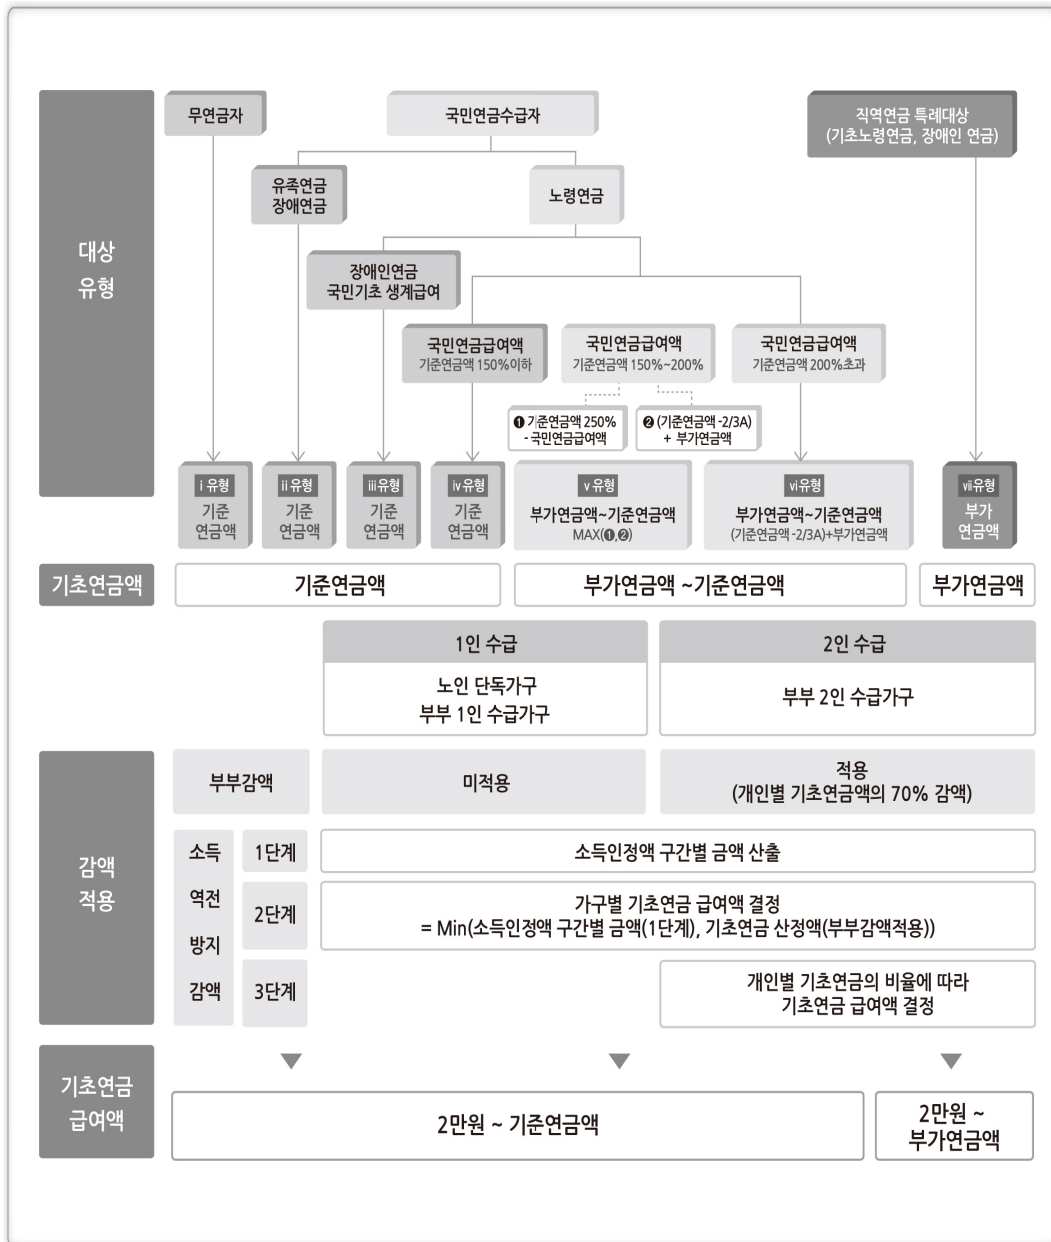 대상
유형
무연금자
국민연금수급자
직역연금 특례대상
(기초노령연금, 장애인 연금)
유족연금
장애연금
노령연금
장애인연금
국민기초 생계급여
국민연금급여액
기준연금액 150%이하
국민연금급여액
기준연금액 150%~200%
국민연금급여액
기준연금액 200%초과
❶ 기준연금액 250%
- 국민연금급여액
❷ (기준연금액 -2/3A)
+ 부가연금액
ⅰ유형
기준
연금액
ⅱ유형
기준
연금액
ⅲ유형
기준
연금액
ⅳ유형
기준
연금액
ⅴ유형
부가연금액~기준연금액
MAX(❶,❷)
ⅵ유형
부가연금액~기준연금액
(기준연금액 -2/3A)+부가연금액
ⅶ유형
부가
연금액
기초연금액
기준연금액
부가연금액 ~기준연금액
부가연금액
1인 수급
노인 단독가구
부부 1인 수급가구
2인 수급
부부 2인 수급가구
감액
적용
부부감액
미적용
적용
(개인별 기초연금액의 70% 감액)
소득
역전
방지
감액
1단계
소득인정액 구간별 금액 산출
2단계
가구별 기초연금 급여액 결정
= Min(소득인정액 구간별 금액(1단계), 기초연금 산정액(부부감액적용))
3단계
개인별 기초연금의 비율에 따라
기초연금 급여액 결정
기초연금
급여액
2만원 ~ 기준연금액
2만원 ~
부가연금액